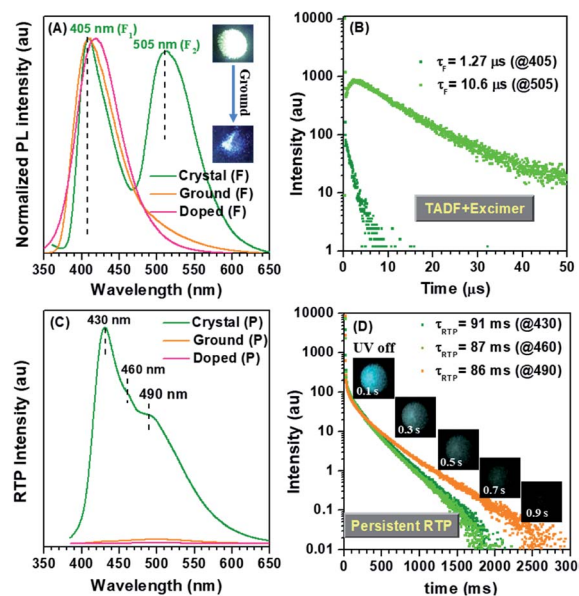 (A)
405 nm (F1)
505 nm (F2)
Ground
Crystal (F)
Ground (F)
Doped (F)
Normalized PL intensity (au)
350 400 450 500 550 600 650
Wavelength (nm)
(B)
τF = 1.27 μs (@405)
τF = 10.6 μs (@505)
TADF+Excimer
Intensity (au)
10000
1000
100
10
1
0 10 20 30 40 50
Time (μs)
(C)
430 nm
460 nm
490 nm
Crystal (P)
Ground (P)
Doped (P)
RTP Intensity (au)
350 400 450 500 550 600 650
Wavelength (nm)
(D)
τRTP = 91 ms (@430)
τRTP = 87 ms (@460)
τRTP = 86 ms (@490)
UV off
0.1 s
0.3 s
0.5 s
0.7 s
0.9 s
Persistent RTP
Intensity (au)
10000
1000
100
10
1
0.1
0.01
0 500 1000 1500 2000 2500 300
time (ms)